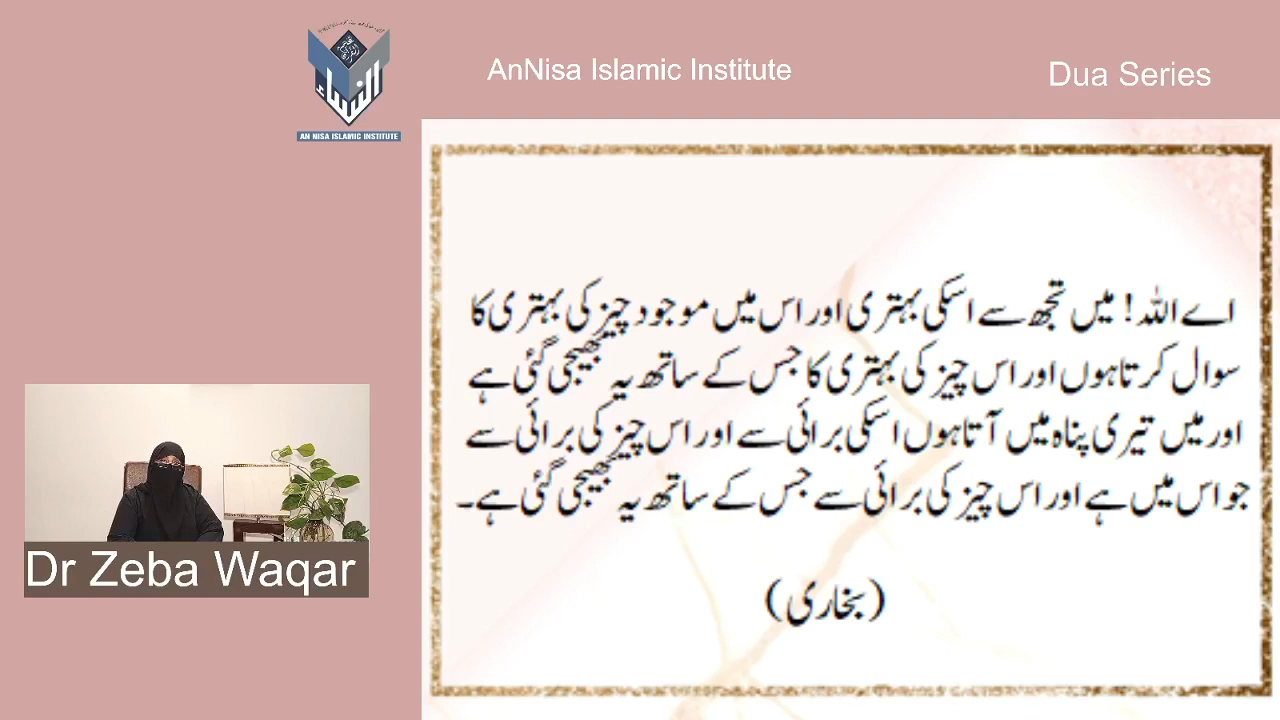 AnNisa Islamic Institute
Dua Series
النساء
AN NISA ISLAMIC INSTITUTE
اے اللہ! میں تجھ سے اسکی بہتری اور اس میں موجود چیز کی بہتری کا
سوال کرتا ہوں اور اس چیز کی بہتری کا جس کے ساتھ یہ بھیجی گئی ہے
اور میں تیری پناہ میں آتا ہوں اسکی برائی سے اور اس چیز کی برائی سے
جو اس میں ہے اور اس چیز کی برائی سے جس کے ساتھ یہ بھیجی گئی ہے۔
(بخاری)
Dr Zeba Waqar